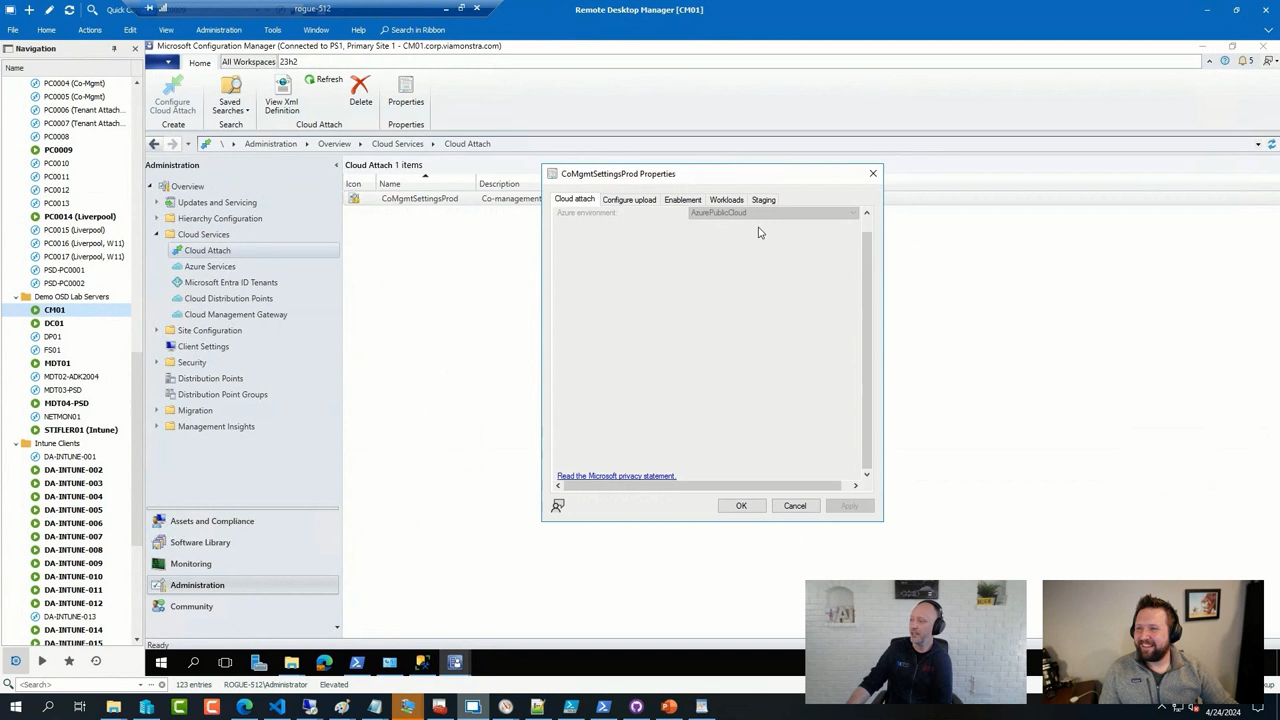 rogue-512
Remote Desktop Manager [CM01]
File
Home
Actions
Edit
View
Administration
Tools
Window
Help
Search in Ribbon
Navigation
Name
PC0004 (Co-Mgmt)
PC0005 (Co-Mgmt)
PC0006 (Tenant Attach...
PC0007 (Tenant Attach...
PC0008
PC0009
PC0010
PC0011
PC0012
PC0013
PC0014 (Liverpool)
PC0015 (Liverpool)
PC0016 (Liverpool, W11)
PC0017 (Liverpool, W11)
PSD-PC0001
PSD-PC0002
Demo OSD Lab Servers
CM01
DC01
DP01
FS01
MDT01
MDT02-ADK2004
MDT03-PSD
MDT04-PSD
NETMON01
STIFLER01 (Intune)
Intune Clients
DA-INTUNE-001
DA-INTUNE-002
DA-INTUNE-003
DA-INTUNE-004
DA-INTUNE-005
DA-INTUNE-006
DA-INTUNE-007
DA-INTUNE-008
DA-INTUNE-009
DA-INTUNE-010
DA-INTUNE-011
DA-INTUNE-012
DA-INTUNE-013
DA-INTUNE-014
DA-INTUNE-015
Microsoft Configuration Manager (Connected to PS1, Primary Site 1 - CM01.corp.viamonstra.com)
Home
All Workspaces
23h2
5
Configure
Cloud Attach
Create
Saved
Searches
Search
View Xml
Definition
Refresh
Delete
Cloud Attach
Properties
Properties
\ Administration Overview Cloud Services Cloud Attach
Administration
Overview
Updates and Servicing
Hierarchy Configuration
Cloud Services
Cloud Attach
Azure Services
Microsoft Entra ID Tenants
Cloud Distribution Points
Cloud Management Gateway
Site Configuration
Client Settings
Security
Distribution Points
Distribution Point Groups
Migration
Management Insights
Assets and Compliance
Software Library
Monitoring
Administration
Community
Cloud Attach 1 items
Icon Name Description
CoMgmtSettingsProd Co-management
CoMgmtSettingsProd Properties
Cloud attach Configure upload Enablement Workloads Staging
Azure environment: AzurePublicCloud
Read the Microsoft privacy statement.
OK Cancel Apply
Ready
<Search>
123 entries
ROGUE-512\Administrator
Elevated
4/24/2024